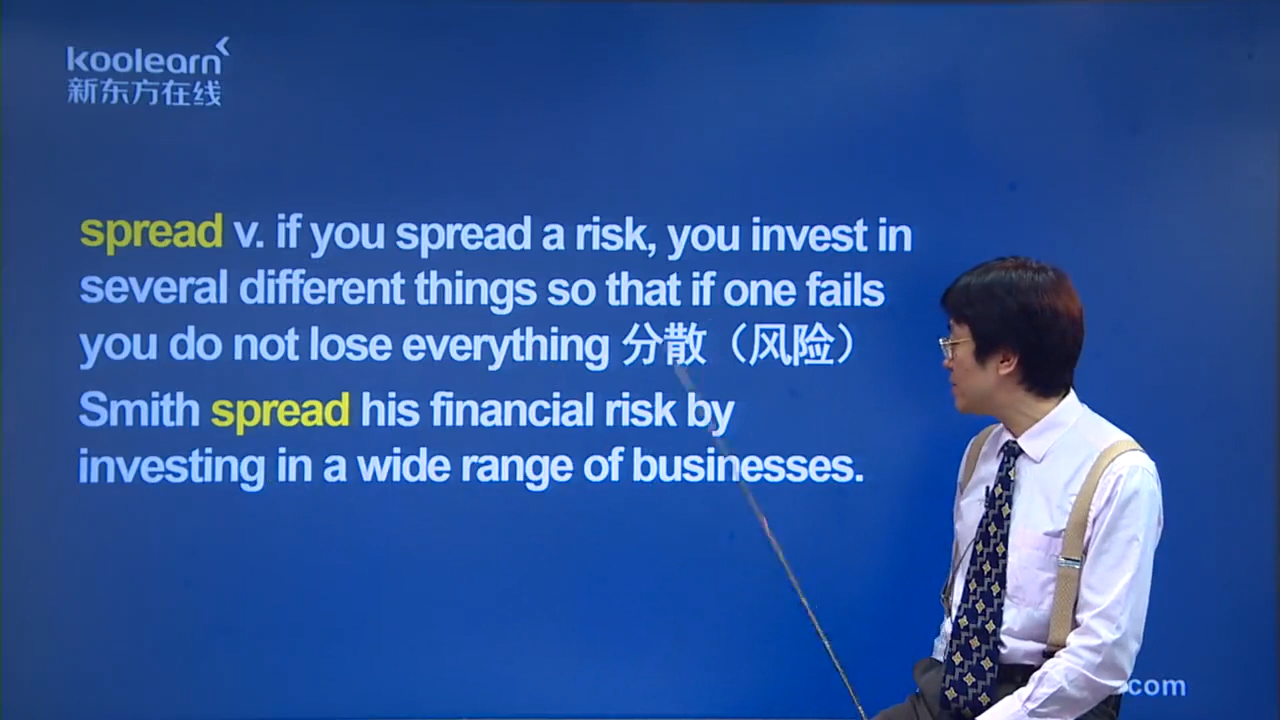 koolearn
新东方在线
spread v. if you spread a risk, you invest in
several different things so that if one fails
you do not lose everything 分散（风险）
Smith spread his financial risk by
investing in a wide range of businesses.
com